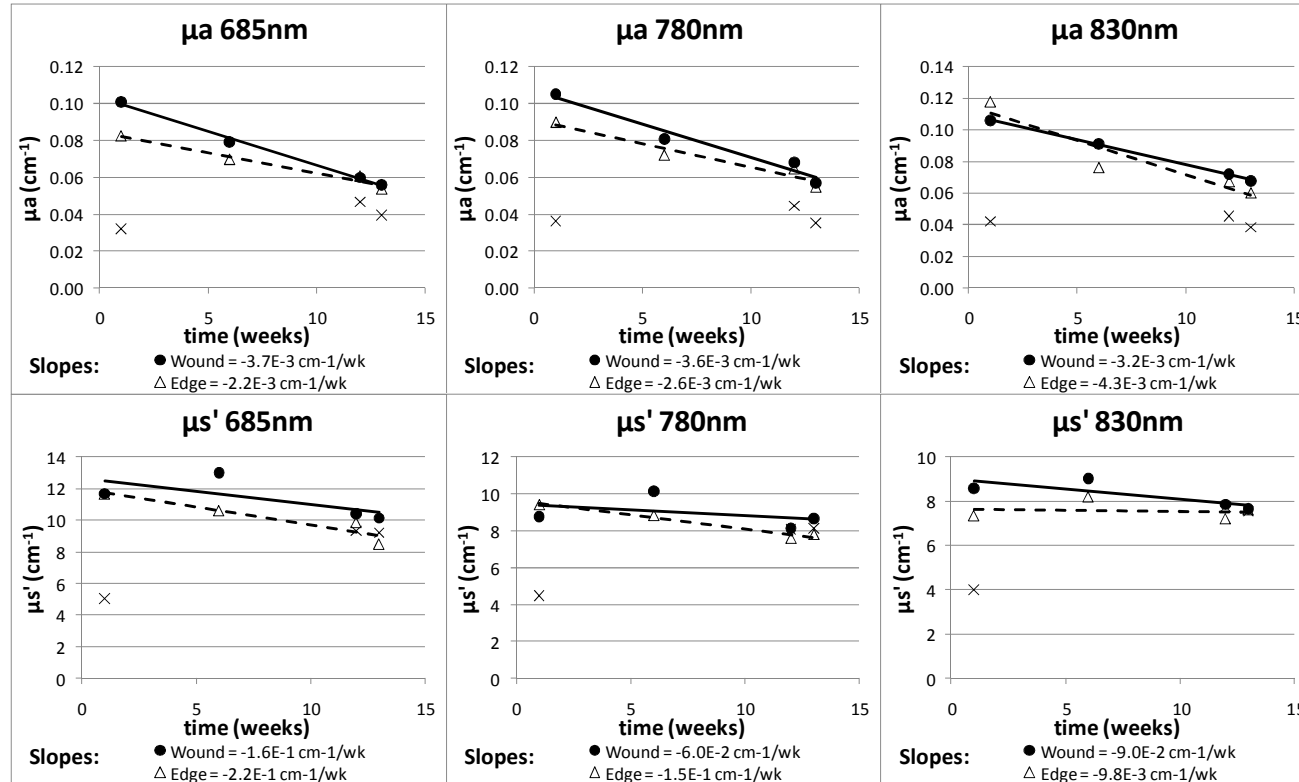 µa 685nm
0.12
0.10
0.08
0.06
0.04
0.02
0.00
µa (cm-1)
0 5 10 15
time (weeks)
Slopes:
● Wound = -3.7E-3 cm-1/wk
△ Edge = -2.2E-3 cm-1/wk
µa 780nm
0.12
0.10
0.08
0.06
0.04
0.02
0.00
µa (cm-1)
0 5 10 15
time (weeks)
Slopes:
● Wound = -3.6E-3 cm-1/wk
△ Edge = -2.6E-3 cm-1/wk
µa 830nm
0.14
0.12
0.10
0.08
0.06
0.04
0.02
0.00
µa (cm-1)
0 5 10 15
time (weeks)
Slopes:
● Wound = -3.2E-3 cm-1/wk
△ Edge = -4.3E-3 cm-1/wk
µs' 685nm
14
12
10
8
6
4
2
0
µs' (cm-1)
0 5 10 15
time (weeks)
Slopes:
● Wound = -1.6E-1 cm-1/wk
△ Edge = -2.2E-1 cm-1/wk
µs' 780nm
12
10
8
6
4
2
0
µs' (cm-1)
0 5 10 15
time (weeks)
Slopes:
● Wound = -6.0E-2 cm-1/wk
△ Edge = -1.5E-1 cm-1/wk
µs' 830nm
10
8
6
4
2
0
µs' (cm-1)
0 5 10 15
time (weeks)
Slopes:
● Wound = -9.0E-2 cm-1/wk
△ Edge = -9.8E-3 cm-1/wk